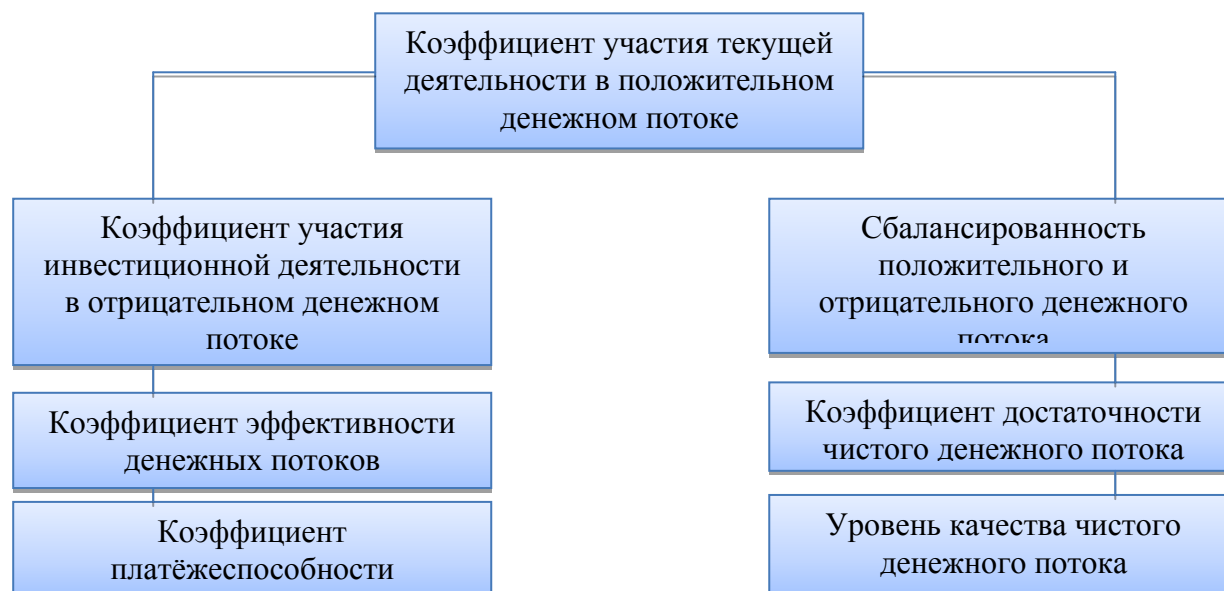 Коэффициент участия текущей
деятельности в положительном
денежном потоке
Коэффициент участия
инвестиционной деятельности
в отрицательном денежном
потоке
Сбалансированность
положительного и
отрицательного денежного
потока
Коэффициент эффективности
денежных потоков
Коэффициент достаточности
чистого денежного потока
Коэффициент
платёжеспособности
Уровень качества чистого
денежного потока